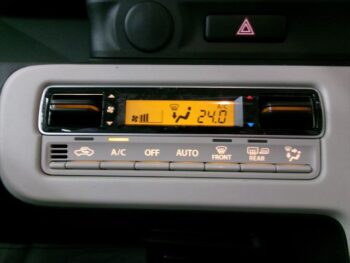 24.0
A/C OFF AUTO FRONT REAR